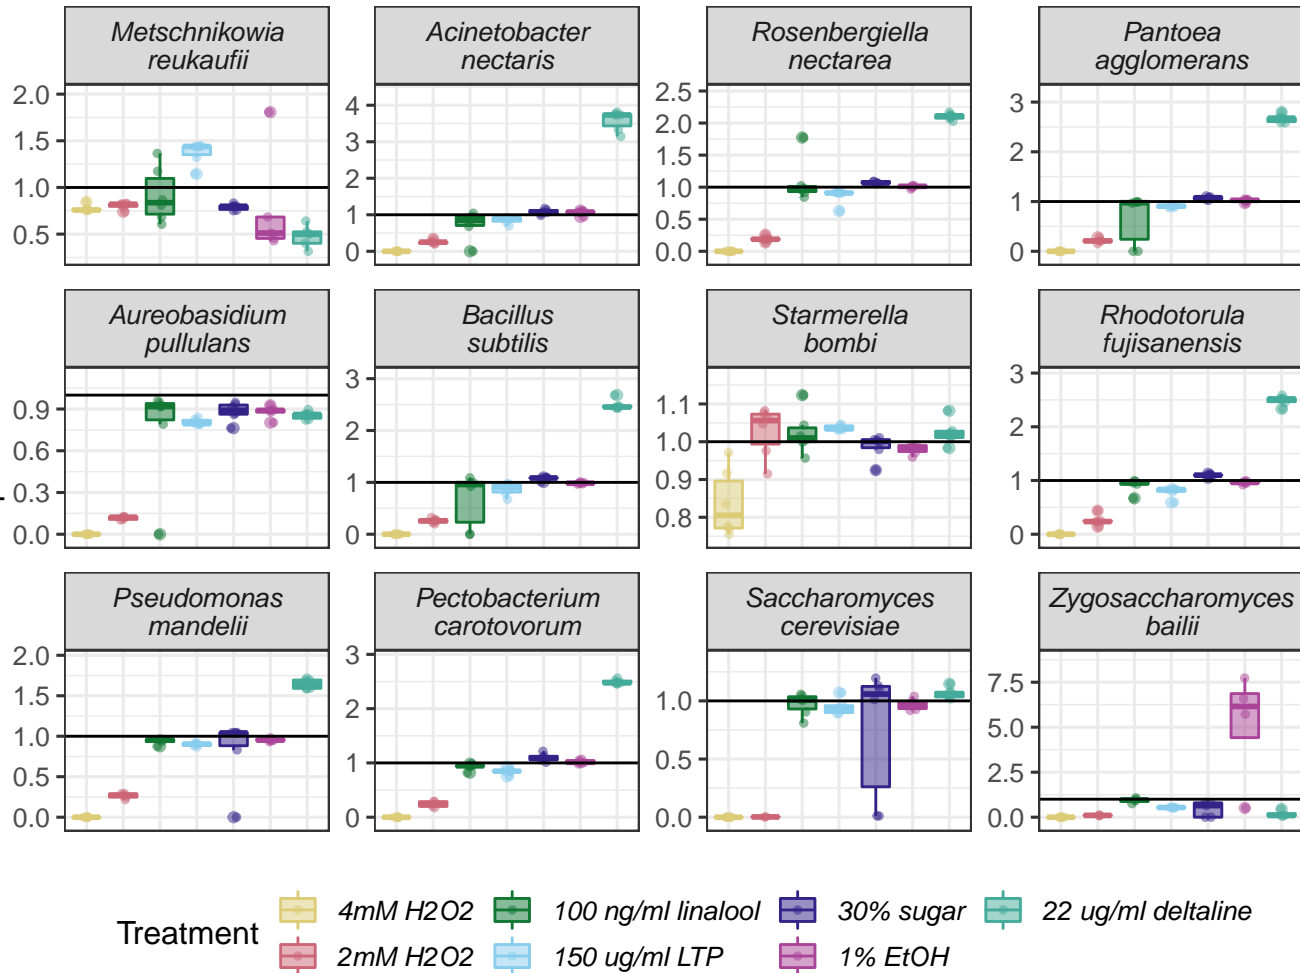 Metschnikowia
reukaufii
Acinetobacter
nectaris
Rosenbergiella
nectarea
Pantoea
agglomerans
2.0
1.5
1.0
0.5
4
3
2
1
0
2.5
2.0
1.5
1.0
0.5
0.0
3
2
1
0
Aureobasidium
pullulans
Bacillus
subtilis
Starmerella
bombi
Rhodotorula
fujisanensis
0.9
0.6
0.3
0.0
3
2
1
0
1.1
1.0
0.9
0.8
3
2
1
0
Pseudomonas
mandelii
Pectobacterium
carotovorum
Saccharomyces
cerevisiae
Zygosaccharomyces
bailii
2.0
1.5
1.0
0.5
0.0
3
2
1
0
1.0
0.5
0.0
7.5
5.0
2.5
0.0
Treatment
4mM H2O2
100 ng/ml linalool
30% sugar
22 ug/ml deltaline
2mM H2O2
150 ug/ml LTP
1% EtOH